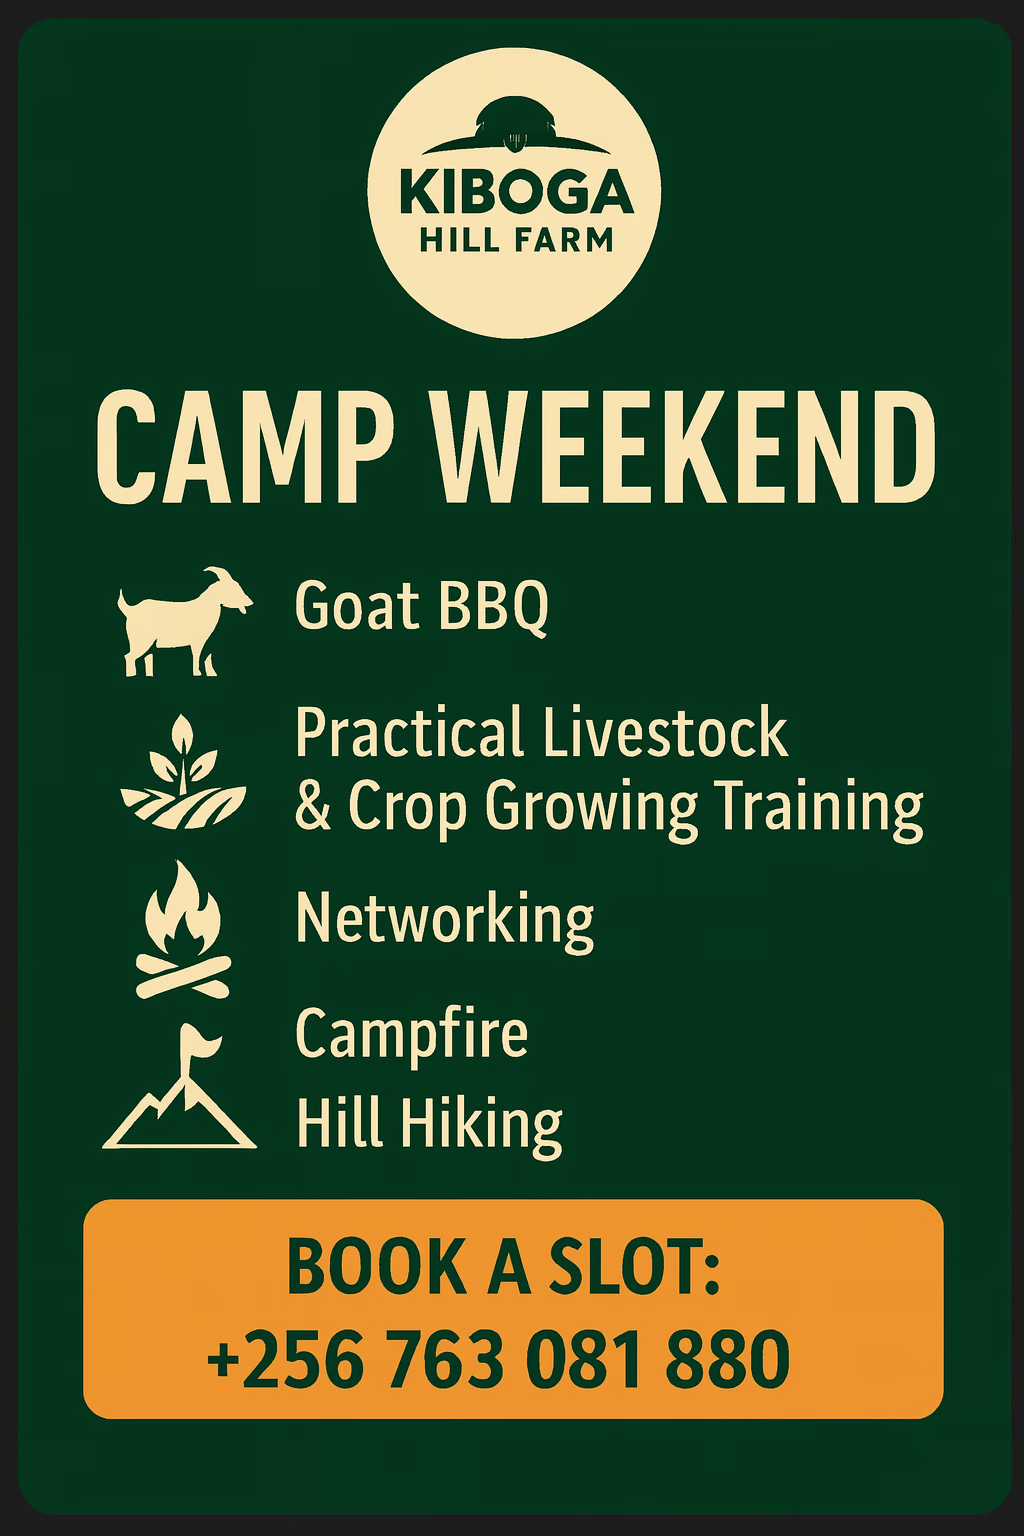 KIBOGA
HILL FARM
CAMP WEEKEND
Goat BBQ
Practical Livestock
& Crop Growing Training
Networking
Campfire
Hill Hiking
BOOK A SLOT:
+256 763 081 880